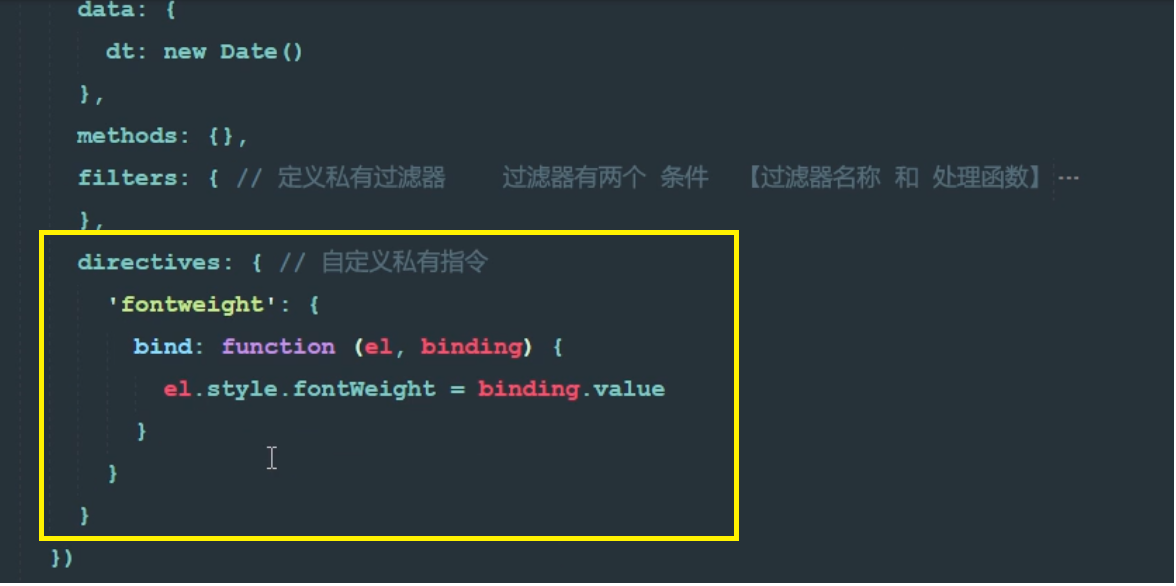 data: {
dt: new Date()
},
methods: {},
filters: { // 定义私有过滤器    过滤器有两个 条件  【过滤器名称 和 处理函数】···
},
directives: { // 自定义私有指令
'fontweight': {
bind: function (el, binding) {
el.style.fontWeight = binding.value
}
}
}
})